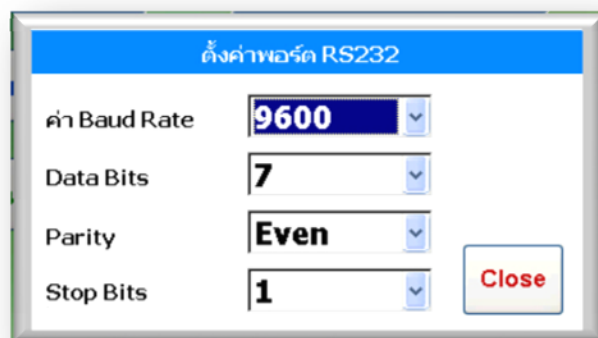 ตั้งค่าพอร์ต RS232
ค่า Baud Rate 9600
Data Bits 7
Parity Even
Stop Bits 1
Close